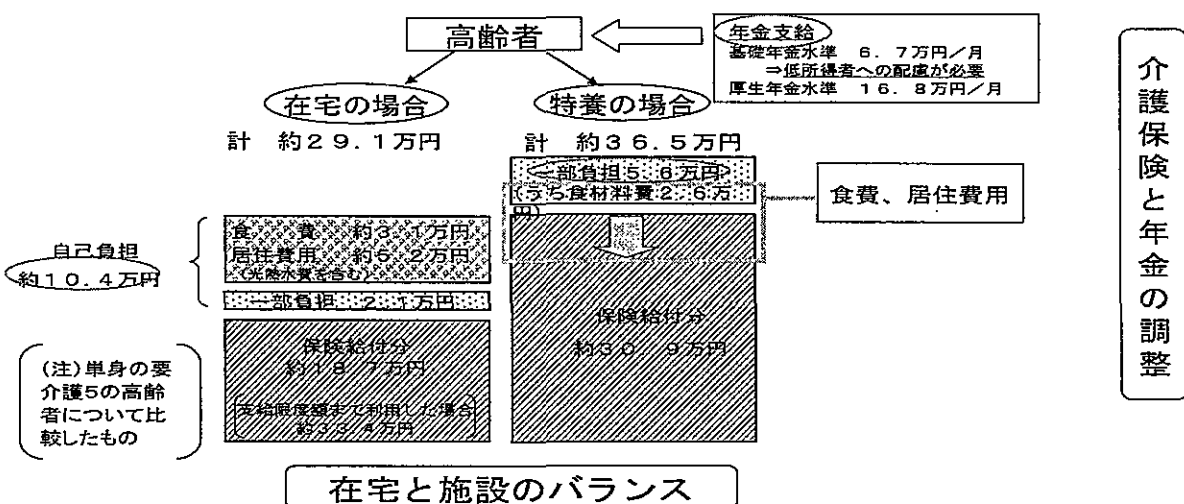 高齢者
年金支給
基礎年金水準 6.7万円/月
⇒低所得者への配慮が必要
厚生年金水準 16.8万円/月
在宅の場合
特養の場合
計 約29.1万円
計 約36.5万円
一部負担5.6万円
(うち食材料費2.6万
円)
食費、居住費用
食 費 約3.1万円
居住費用 約6.2万円
(光熱水費を含む)
自己負担
約10.4万円
一部負担 2.1万円
保険給付分
約18.7万円
支給限度額まで利用した場合
約33.4万円
保険給付分
約30.9万円
(注)単身の要
介護5の高齢
者について比
較したもの
在宅と施設のバランス
介護保険と年金の調整